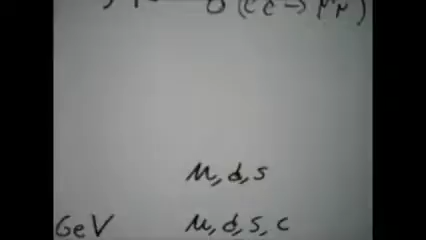 u, d, s
GeV u, d, s, c